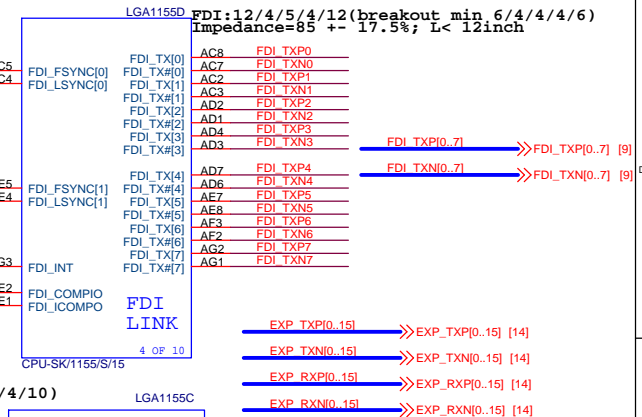 LGA1155D
FDI:12/4/5/4/12(breakout min 6/4/4/4/6)
Impedance=85 +- 17.5%; L< 12inch
C5 FDI_FSYNC[0] FDI_TX[0] AC8 FDI_TXP0
C4 FDI_LSYNC[0] FDI_TX#[0] AC7 FDI_TXN0
FDI_TX[1] AC2 FDI_TXP1
FDI_TX#[1] AC3 FDI_TXN1
FDI_TX[2] AD2 FDI_TXP2
FDI_TX#[2] AD1 FDI_TXN2
FDI_TX[3] AD4 FDI_TXP3
FDI_TX#[3] AD3 FDI_TXN3
FDI_TXP[0..7] FDI_TXP[0..7] [9]
FDI_TXN[0..7] FDI_TXN[0..7] [9]
FDI_TX[4] AD7 FDI_TXP4
E5 FDI_FSYNC[1] FDI_TX#[4] AD6 FDI_TXN4
E4 FDI_LSYNC[1] FDI_TX[5] AE7 FDI_TXP5
FDI_TX#[5] AE8 FDI_TXN5
FDI_TX[6] AF3 FDI_TXP6
FDI_TX#[6] AF2 FDI_TXN6
FDI_TX[7] AG2 FDI_TXP7
G3 FDI_INT FDI_TX#[7] AG1 FDI_TXN7
E2 FDI_COMPIO
E1 FDI_ICOMPO
FDI
LINK
4 OF 10
CPU-SK/1155/S/15
EXP_TXP[0..15] EXP_TXP[0..15] [14]
EXP_TXN[0..15] EXP_TXN[0..15] [14]
EXP_RXP[0..15] EXP_RXP[0..15] [14]
EXP_RXN[0..15] EXP_RXN[0..15] [14]
/4/10)
LGA1155C